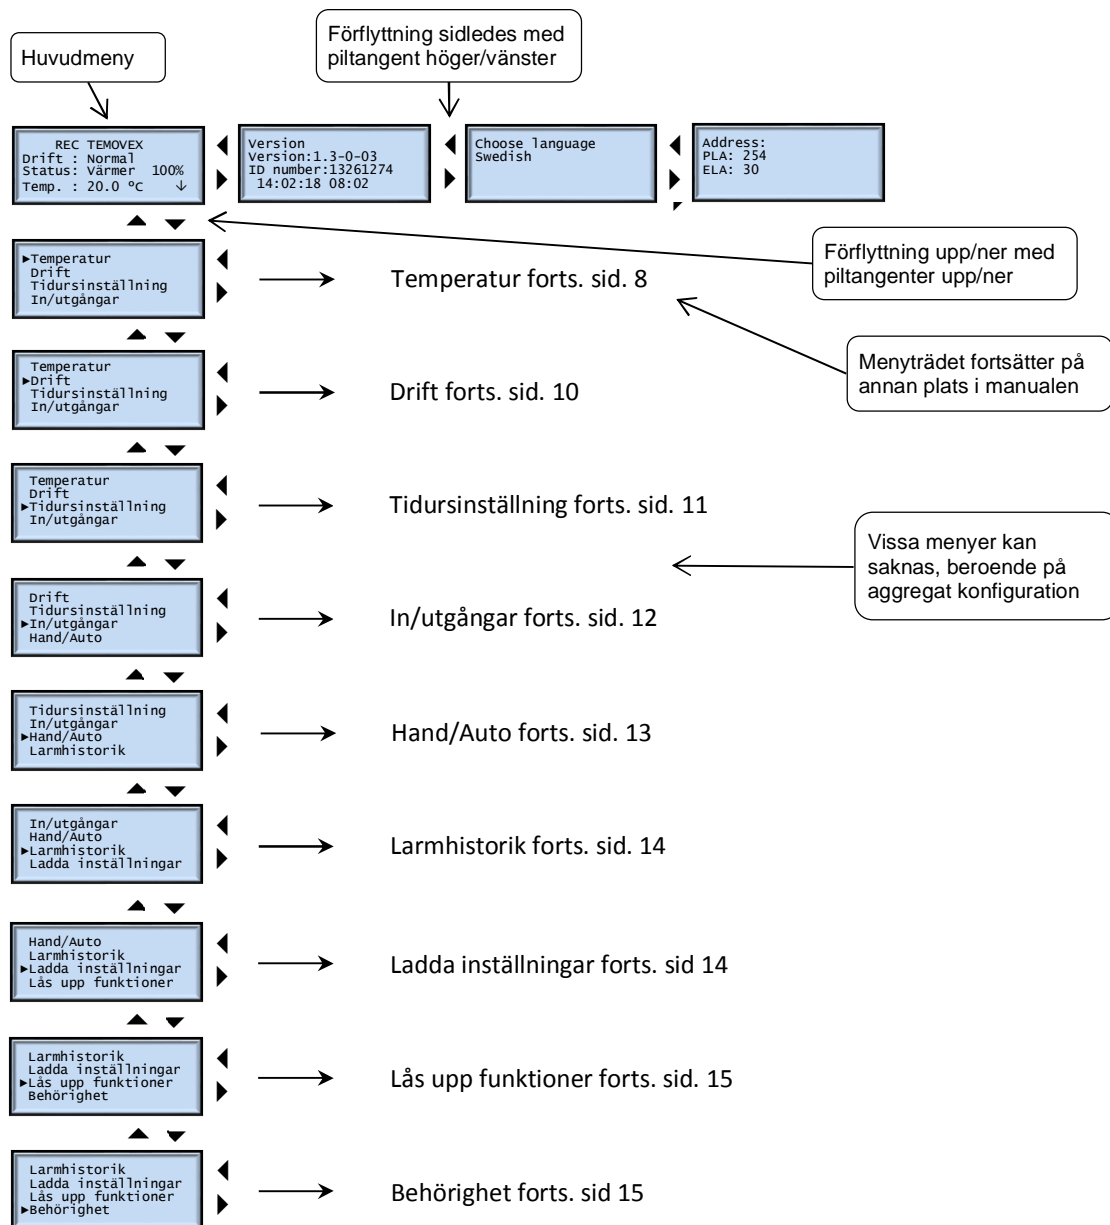 Huvudmeny
Förflyttning sidledes med
piltangent höger/vänster
REC TEMOVEX
Drift : Normal
Status: Värmer 100%
Temp. : 20.0 ºC ↓
Version
Version:1.3-0-03
ID number:13261274
14:02:18 08:02
Choose language
Swedish
Address:
PLA: 254
ELA: 30
Förflyttning upp/ner med
piltangenter upp/ner
▶Temperatur
Drift
Tidursinställning
In/utgångar
Temperatur forts. sid. 8
Menyträdet fortsätter på
annan plats i manualen
Temperatur
▶Drift
Tidursinställning
In/utgångar
Drift forts. sid. 10
Temperatur
Drift
▶Tidursinställning
In/utgångar
Tidursinställning forts. sid. 11
Vissa menyer kan
saknas, beroende på
aggregat konfiguration
Drift
Tidursinställning
▶In/utgångar
Hand/Auto
In/utgångar forts. sid. 12
Tidursinställning
In/utgångar
▶Hand/Auto
Larmhistorik
Hand/Auto forts. sid. 13
In/utgångar
Hand/Auto
▶Larmhistorik
Ladda inställningar
Larmhistorik forts. sid. 14
Hand/Auto
Larmhistorik
▶Ladda inställningar
Lås upp funktioner
Ladda inställningar forts. sid 14
Larmhistorik
Ladda inställningar
▶Lås upp funktioner
Behörighet
Lås upp funktioner forts. sid. 15
Larmhistorik
Ladda inställningar
Lås upp funktioner
▶Behörighet
Behörighet forts. sid 15